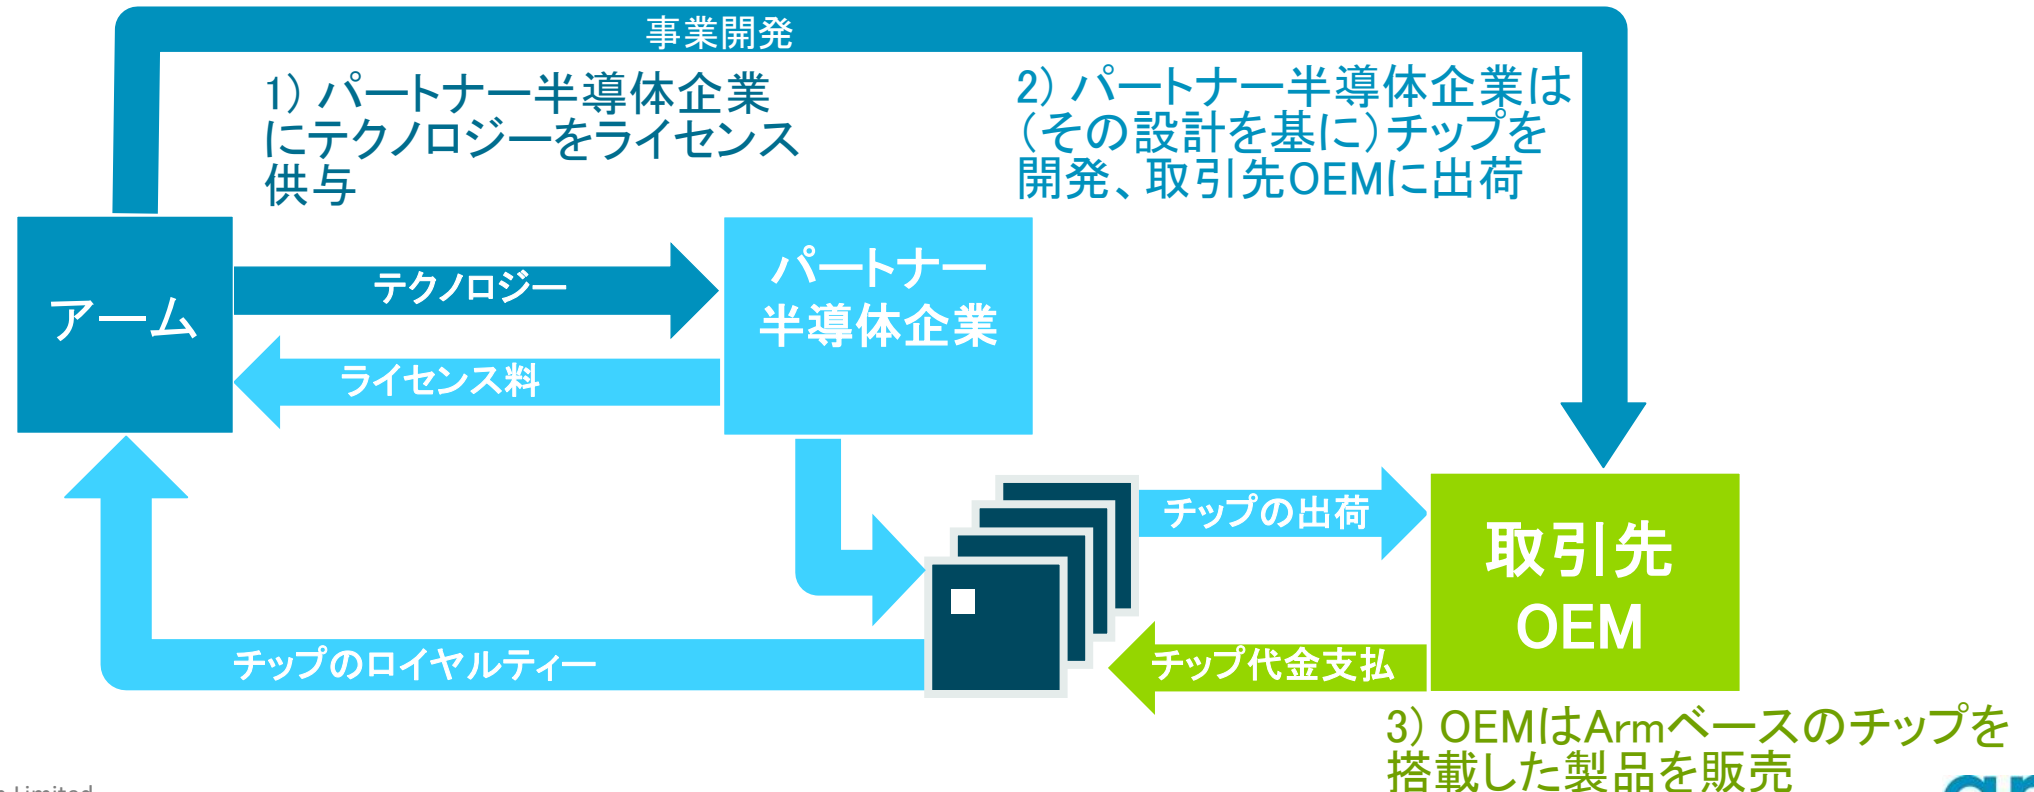 事業開発
1) パートナー半導体企業
にテクノロジーをライセンス
供与
2) パートナー半導体企業は
（その設計を基に）チップを
開発、取引先OEMに出荷
アーム
テクノロジー
パートナー
半導体企業
ライセンス料
チップの出荷
取引先
OEM
チップのロイヤルティー
チップ代金支払
3) OEMはArmベースのチップを
搭載した製品を販売
Limited